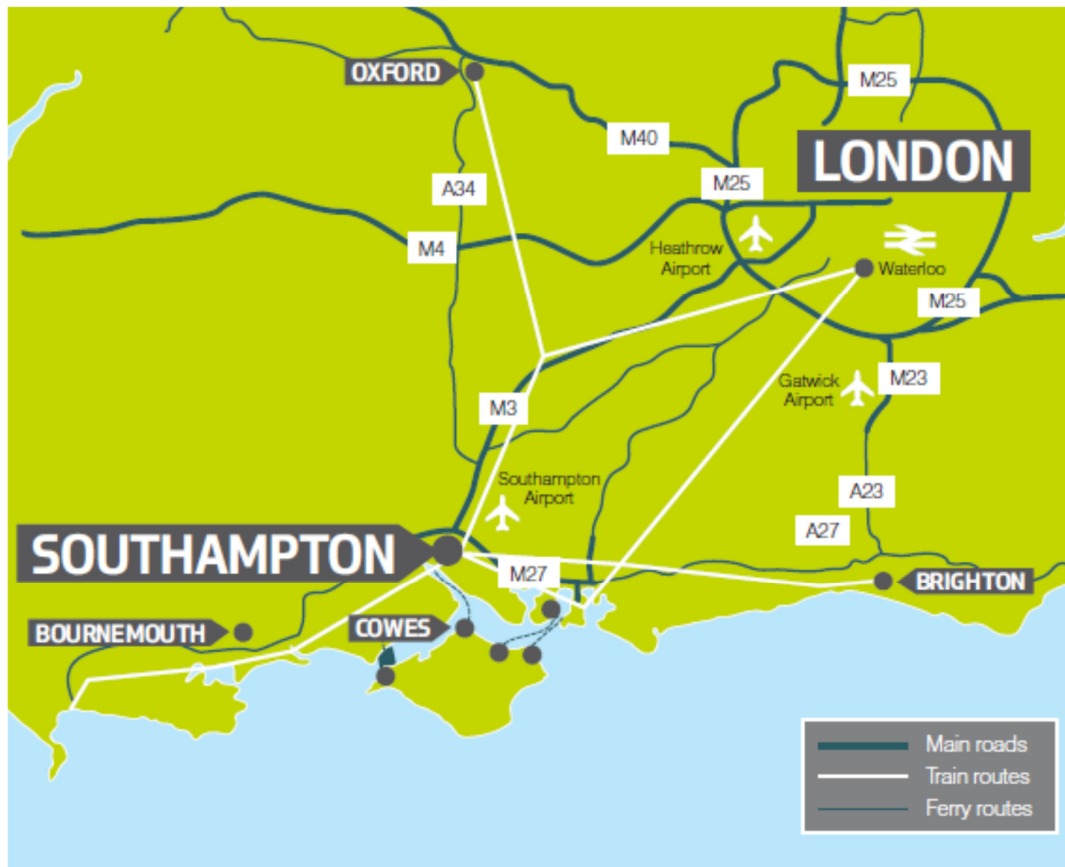 M25
OXFORD
M40
LONDON
M25
A34
M4
Heathrow
Airport
Waterloo
M25
Gatwick
Airport
M23
M3
Southampton
Airport
A23
A27
SOUTHAMPTON
M27
BRIGHTON
COWES
BOURNEMOUTH
Main roads
Train routes
Ferry routes